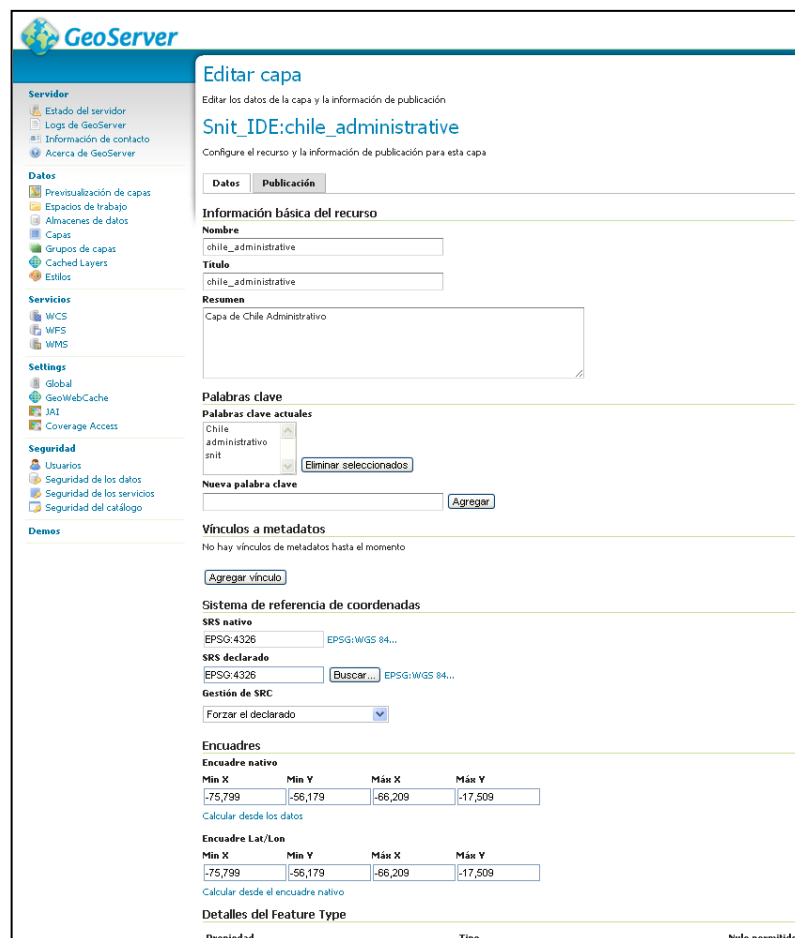 GeoServer
Servidor
Estado del servidor
Logs de GeoServer
Información de contacto
Acerca de GeoServer
Datos
Previsualización de capas
Espacios de trabajo
Almacenes de datos
Capas
Grupos de capas
Cached Layers
Estilos
Servicios
WCS
WFS
WMS
Settings
Global
GeoWebCache
JAI
Coverage Access
Seguridad
Usuarios
Seguridad de los datos
Seguridad de los servicios
Seguridad del catálogo
Demos
Editar capa
Editar los datos de la capa y la información de publicación
Snit_IDE:chile_administrative
Configure el recurso y la información de publicación para esta capa
Datos Publicación
Información básica del recurso
Nombre
chile_administrative
Título
chile_administrative
Resumen
Capa de Chile Administrativo
Palabras clave
Palabras clave actuales
Chile
administrativo
snit
Eliminar seleccionados
Nueva palabra clave
Agregar
Vínculos a metadatos
No hay vínculos de metadatos hasta el momento
Agregar vínculo
Sistema de referencia de coordenadas
SRS nativo
EPSG:4326 EPSG:WGS 84...
SRS declarado
EPSG:4326 Buscar... EPSG:WGS 84...
Gestión de SRC
Forzar el declarado
Encuadres
Encuadre nativo
Min X Min Y Máx X Máx Y
-75,799 -56,179 -66,209 -17,509
Calcular desde los datos
Encuadre Lat/Lon
Min X Min Y Máx X Máx Y
-75,799 -56,179 -66,209 -17,509
Calcular desde el encuadre nativo
Detalles del Feature Type
Propiedad Tipo Nulo permitido